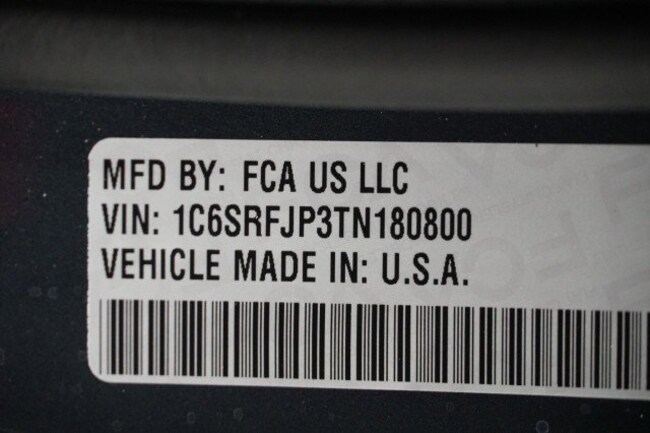 MFD BY: FCA US LLC
VIN: 1C6SRFJP3TN180800
VEHICLE MADE IN: U.S.A.